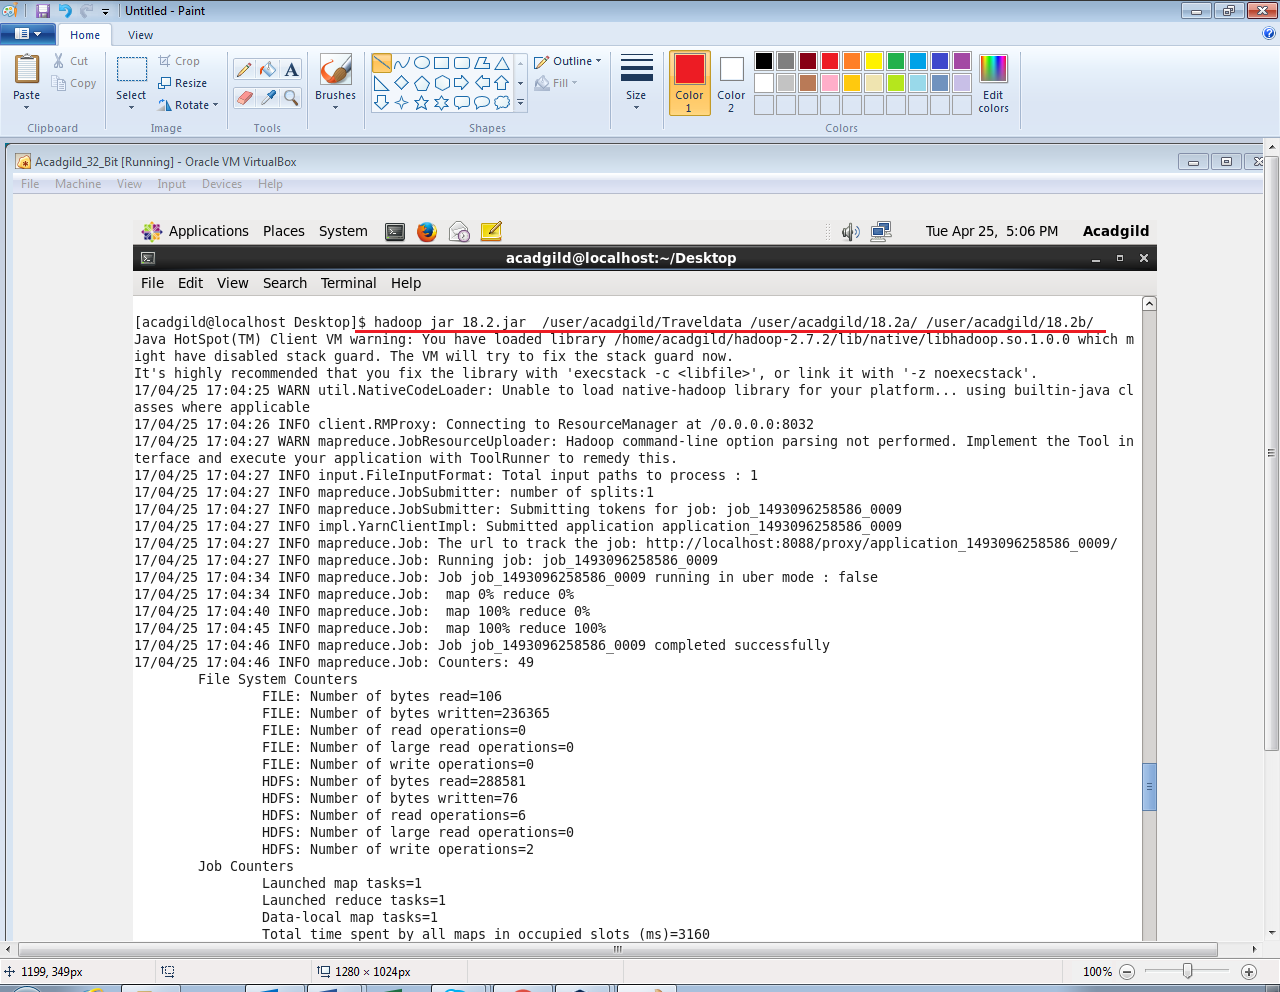 Untitled - Paint
Home
View
Paste
Cut
Copy
Clipboard
Select
Crop
Resize
Rotate
Image
Tools
Brushes
Outline
Fill
Shapes
Size
Color 1
Color 2
Edit colors
Colors
Acadgild_32_Bit [Running] - Oracle VM VirtualBox
File Machine View Input Devices Help
Applications Places System
Tue Apr 25, 5:06 PM Acadgild
acadgild@localhost:~/Desktop
File Edit View Search Terminal Help
[acadgild@localhost Desktop]$ hadoop jar 18.2.jar  /user/acadgild/Traveldata /user/acadgild/18.2a/ /user/acadgild/18.2b/
Java HotSpot(TM) Client VM warning: You have loaded library /home/acadgild/hadoop-2.7.2/lib/native/libhadoop.so.1.0.0 which m
ight have disabled stack guard. The VM will try to fix the stack guard now.
It's highly recommended that you fix the library with 'execstack -c <libfile>', or link it with '-z noexecstack'.
17/04/25 17:04:25 WARN util.NativeCodeLoader: Unable to load native-hadoop library for your platform... using builtin-java cl
asses where applicable
17/04/25 17:04:26 INFO client.RMProxy: Connecting to ResourceManager at /0.0.0.0:8032
17/04/25 17:04:27 WARN mapreduce.JobResourceUploader: Hadoop command-line option parsing not performed. Implement the Tool in
terface and execute your application with ToolRunner to remedy this.
17/04/25 17:04:27 INFO input.FileInputFormat: Total input paths to process : 1
17/04/25 17:04:27 INFO mapreduce.JobSubmitter: number of splits:1
17/04/25 17:04:27 INFO mapreduce.JobSubmitter: Submitting tokens for job: job_1493096258586_0009
17/04/25 17:04:27 INFO impl.YarnClientImpl: Submitted application application_1493096258586_0009
17/04/25 17:04:27 INFO mapreduce.Job: The url to track the job: http://localhost:8088/proxy/application_1493096258586_0009/
17/04/25 17:04:27 INFO mapreduce.Job: Running job: job_1493096258586_0009
17/04/25 17:04:34 INFO mapreduce.Job: Job job_1493096258586_0009 running in uber mode : false
17/04/25 17:04:34 INFO mapreduce.Job:  map 0% reduce 0%
17/04/25 17:04:40 INFO mapreduce.Job:  map 100% reduce 0%
17/04/25 17:04:45 INFO mapreduce.Job:  map 100% reduce 100%
17/04/25 17:04:46 INFO mapreduce.Job: Job job_1493096258586_0009 completed successfully
17/04/25 17:04:46 INFO mapreduce.Job: Counters: 49
File System Counters
FILE: Number of bytes read=106
FILE: Number of bytes written=236365
FILE: Number of read operations=0
FILE: Number of large read operations=0
FILE: Number of write operations=0
HDFS: Number of bytes read=288581
HDFS: Number of bytes written=76
HDFS: Number of read operations=6
HDFS: Number of large read operations=0
HDFS: Number of write operations=2
Job Counters
Launched map tasks=1
Launched reduce tasks=1
Data-local map tasks=1
Total time spent by all maps in occupied slots (ms)=3160
1199, 349px
1280 × 1024px
100%